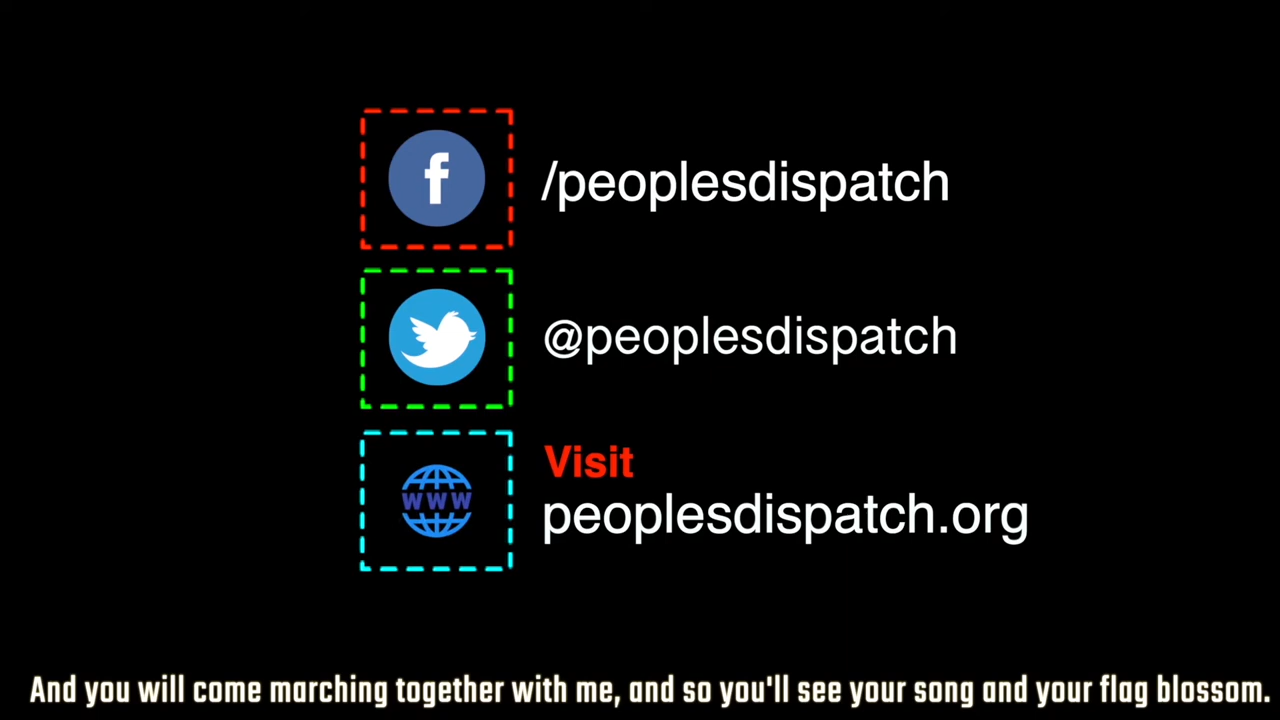 f
/peoplesdispatch
@peoplesdispatch
WWW
Visit
peoplesdispatch.org
And you will come marching together with me, and so you'll see your song and your flag blossom.